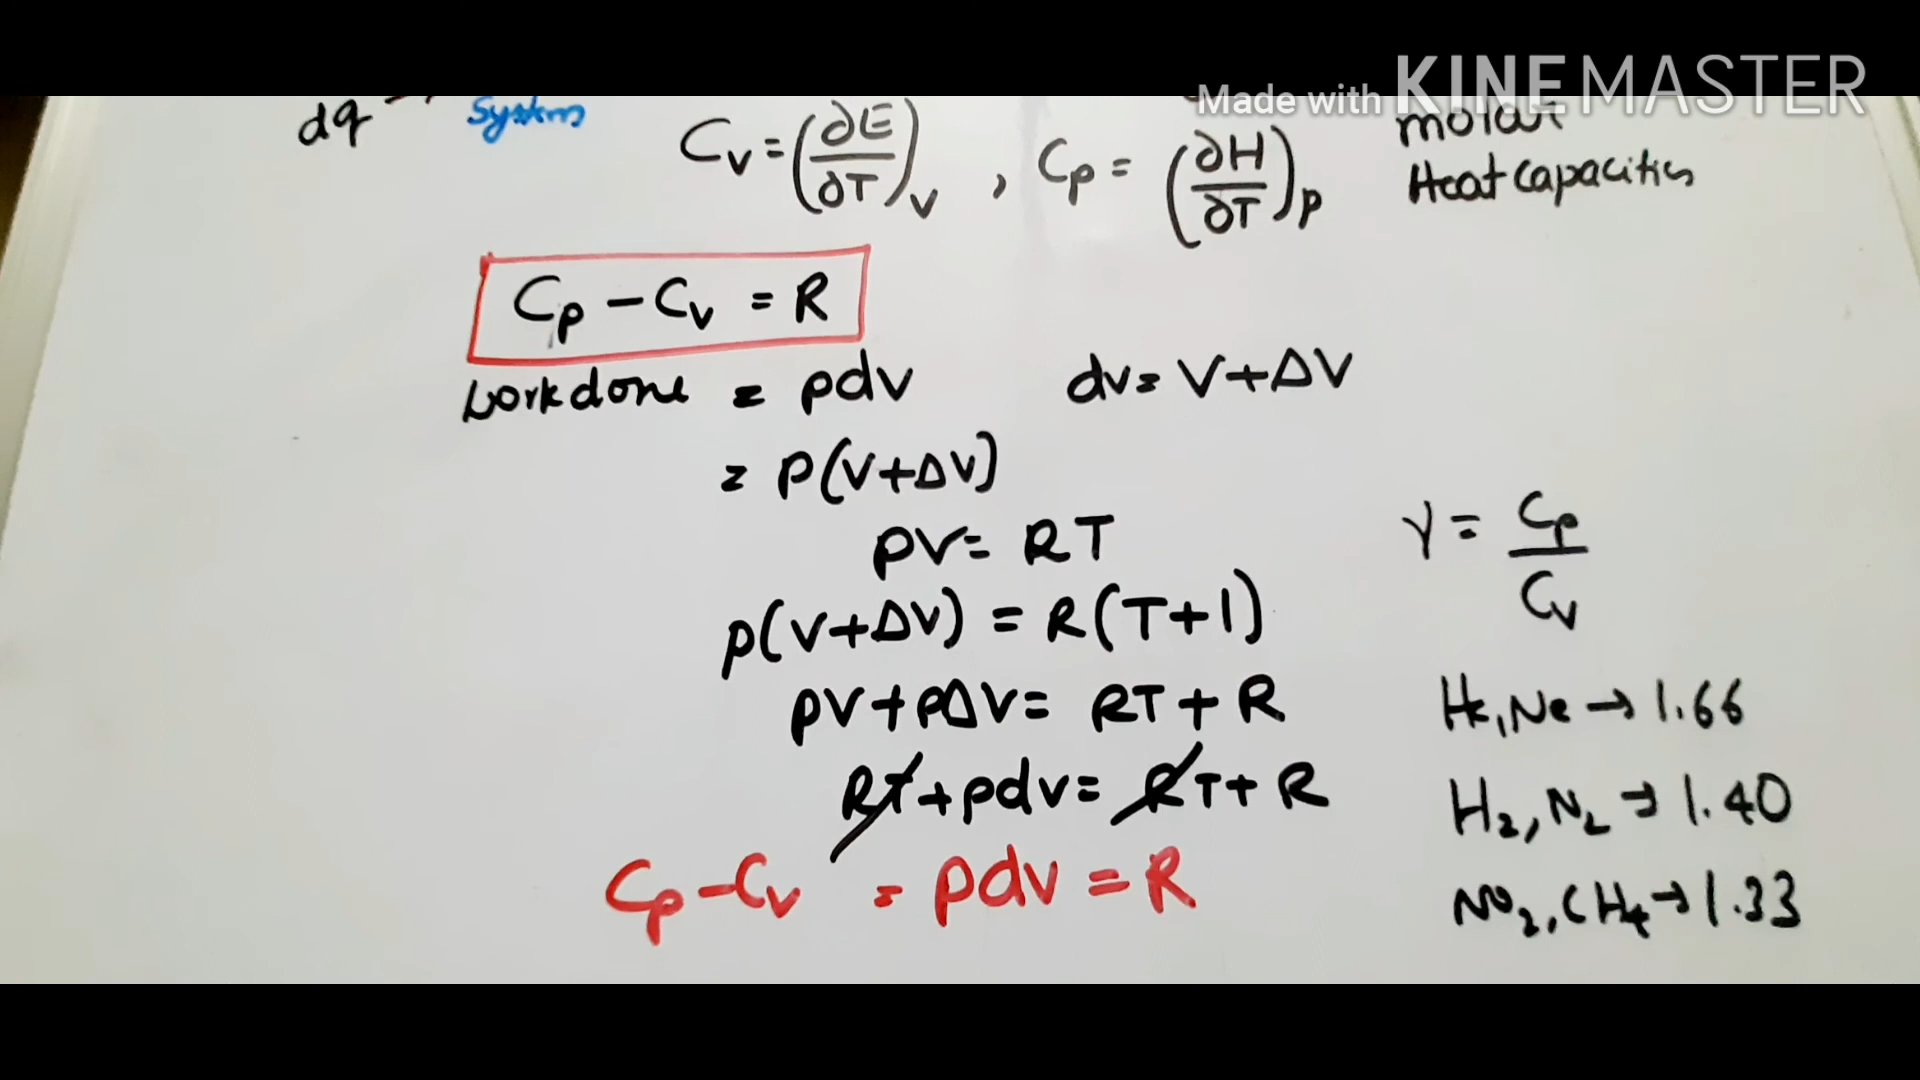 Made with KINEMASTER
dq System
Cv = (∂E/∂T)v , Cp = (∂H/∂T)p
molar
Heat capacities
Cp − Cv = R
workdone = pdv
dv = V+ΔV
= P(V+ΔV)
PV = RT
γ = Cp/Cv
p(V+ΔV) = R(T+1)
PV+PΔV = RT+R
He, Ne → 1.66
RT+pdv = RT+R
H2, N2 → 1.40
Cp−Cv = pdv = R
NO2, CH4 → 1.33